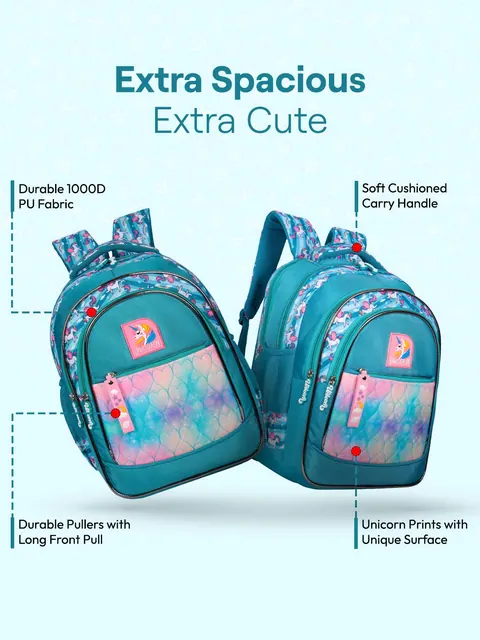 Extra Spacious
Extra Cute
Durable 1000D
PU Fabric
Soft Cushioned
Carry Handle
Durable Pullers with
Long Front Pull
Unicorn Prints with
Unique Surface